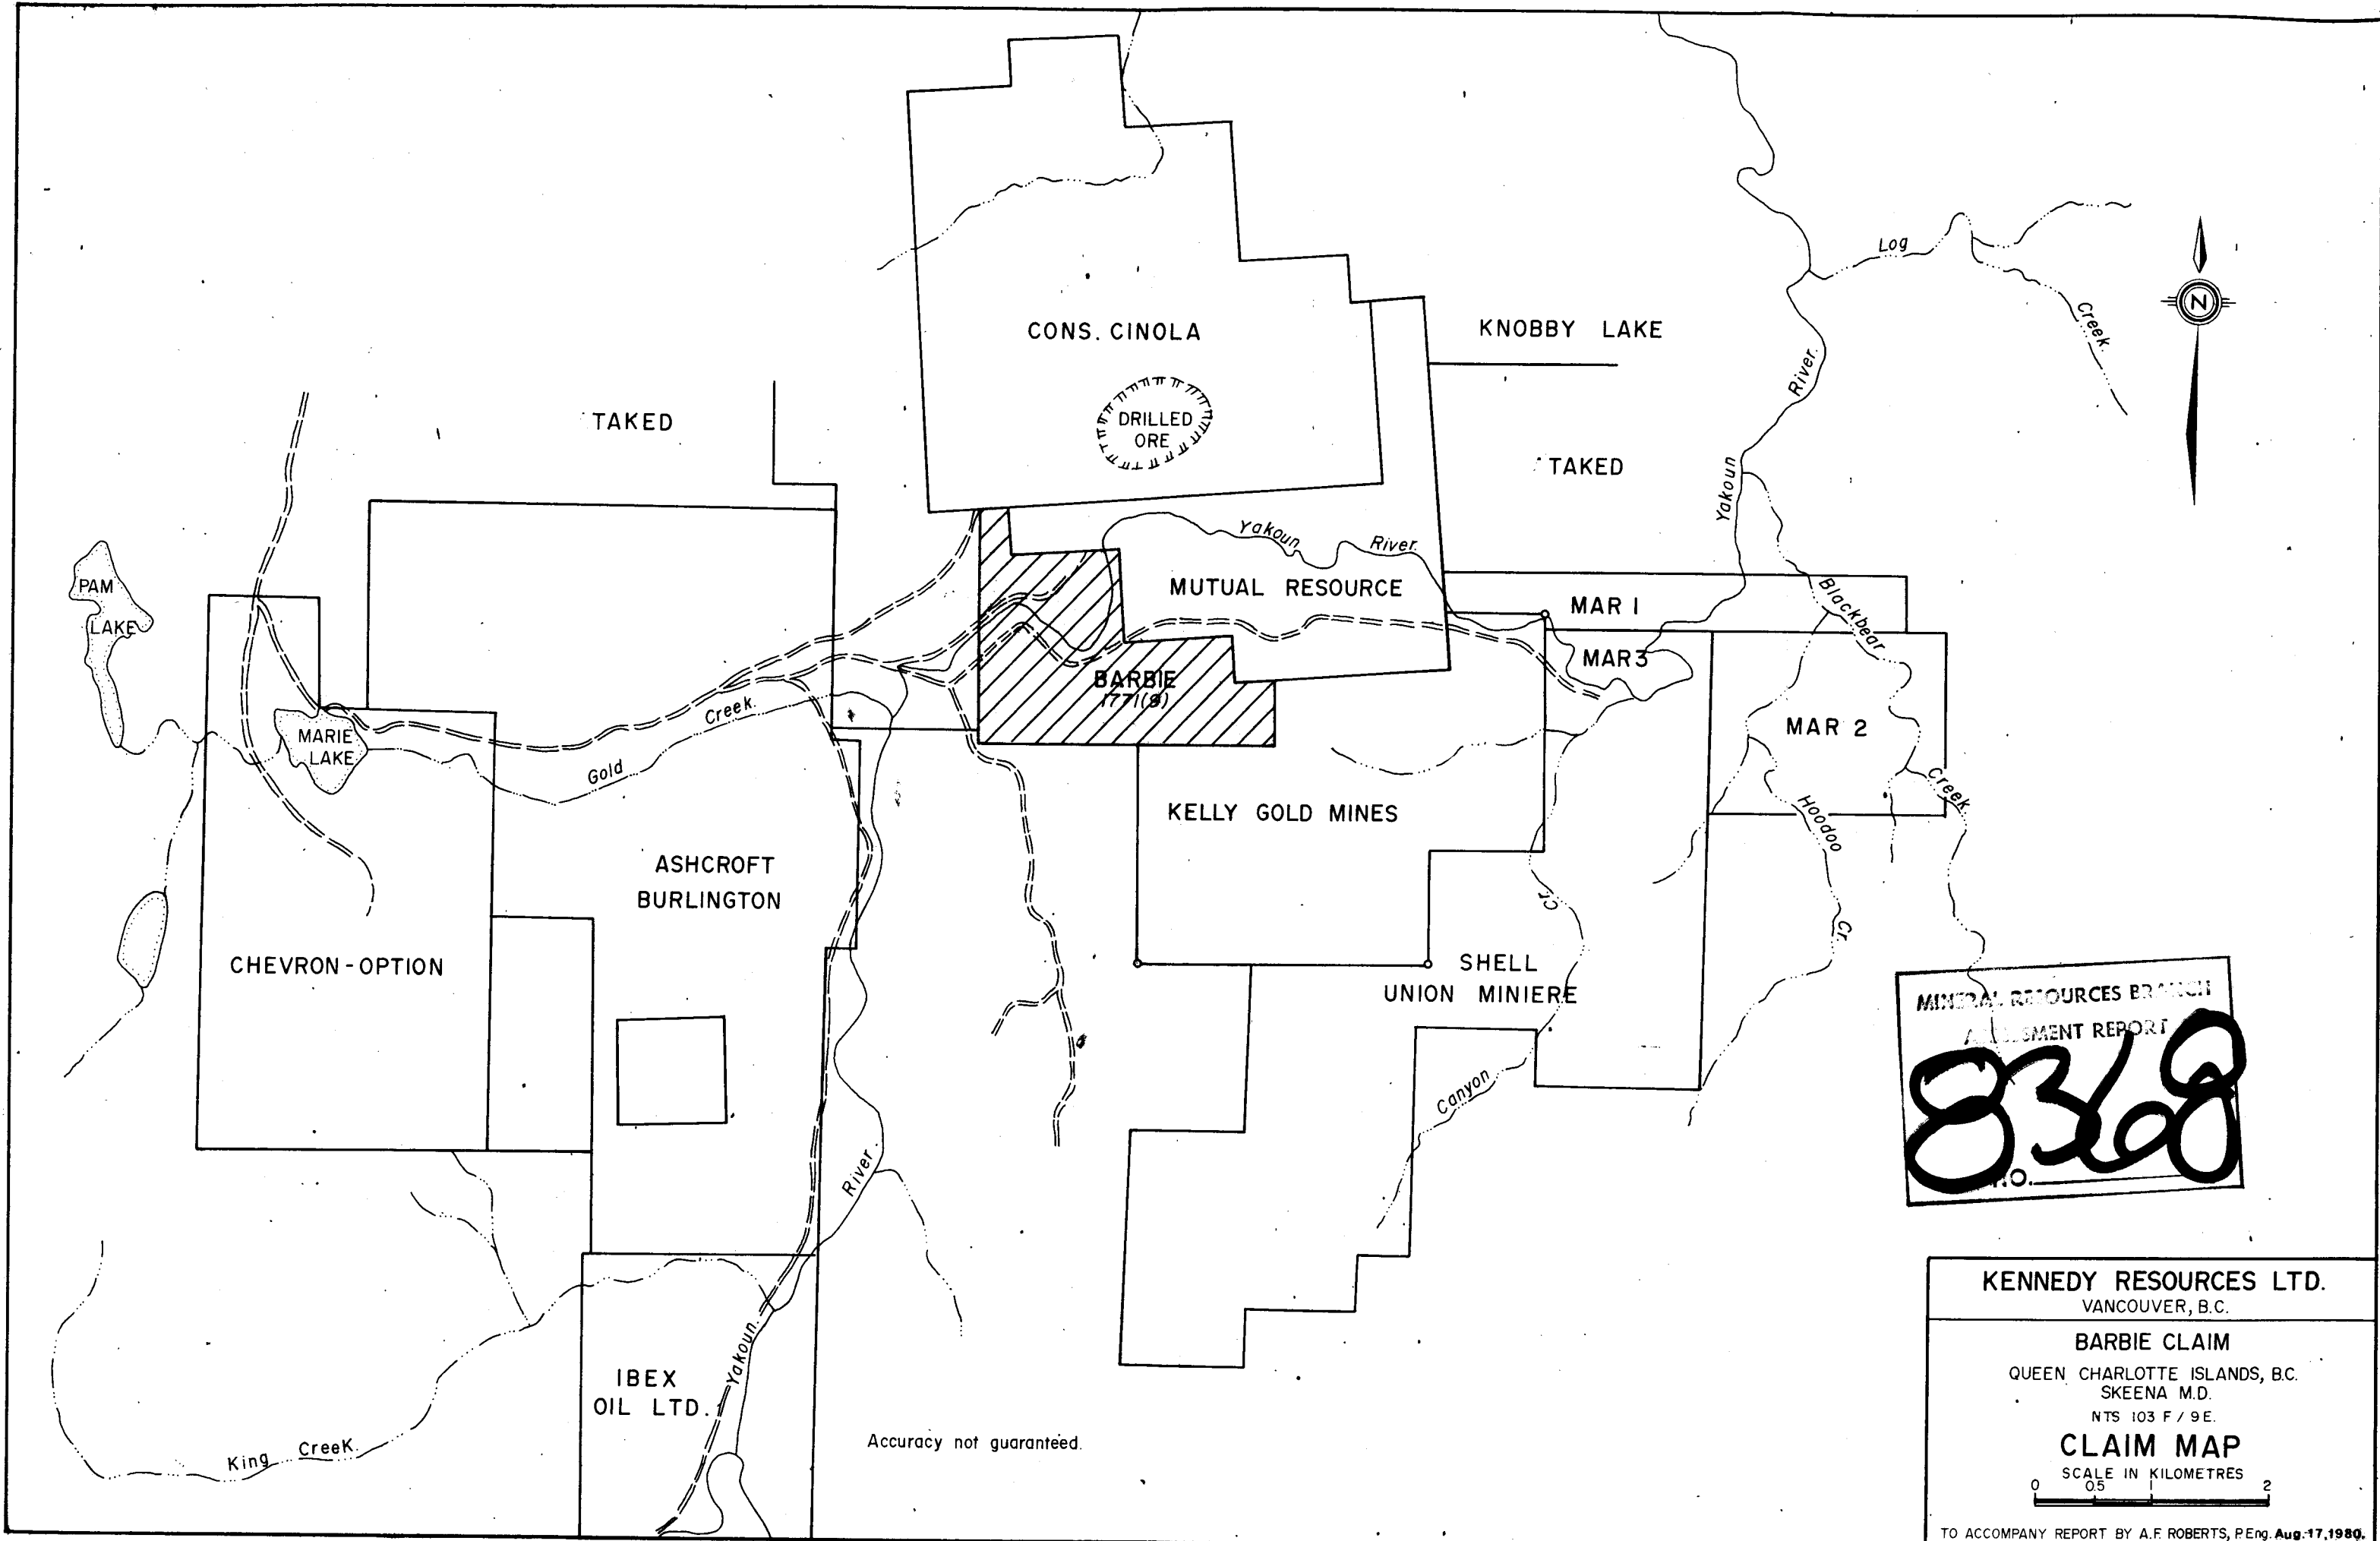 CONS. CINOLA
DRILLED
ORE
KNOBBY LAKE
TAKED
TAKED
Log
Creek.
N
River.
Yakoun
Yakoun
River.
MUTUAL RESOURCE
MAR 1
MAR 3
MAR 2
Blackbear
Creek
Hoodoo
Cr.
PAM
LAKE
MARIE
LAKE
Gold
Creek.
BARBIE
1771(9)
KELLY GOLD MINES
ASHCROFT
BURLINGTON
CHEVRON - OPTION
SHELL
UNION MINIERE
Canyon
Cr.
River.
Yakoun
IBEX
OIL LTD.
King Creek.
Accuracy not guaranteed.
MINERAL RESOURCES BRANCH
ASSESSMENT REPORT
8368
NO.
KENNEDY RESOURCES LTD.
VANCOUVER, B.C.
BARBIE CLAIM
QUEEN CHARLOTTE ISLANDS, B.C.
SKEENA M.D.
NTS 103 F / 9E.
CLAIM MAP
SCALE IN KILOMETRES
0 0.5 1 2
TO ACCOMPANY REPORT BY A.F. ROBERTS, P.Eng. Aug. 17, 1980.